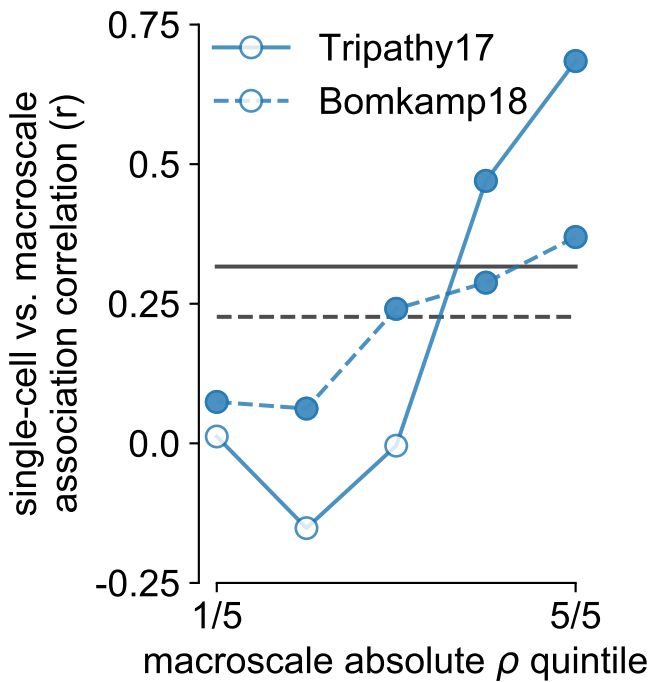 single-cell vs. macroscale
association correlation (r)
0.75
0.5
0.25
0.0
-0.25
Tripathy17
Bomkamp18
1/5
5/5
macroscale absolute ρ quintile